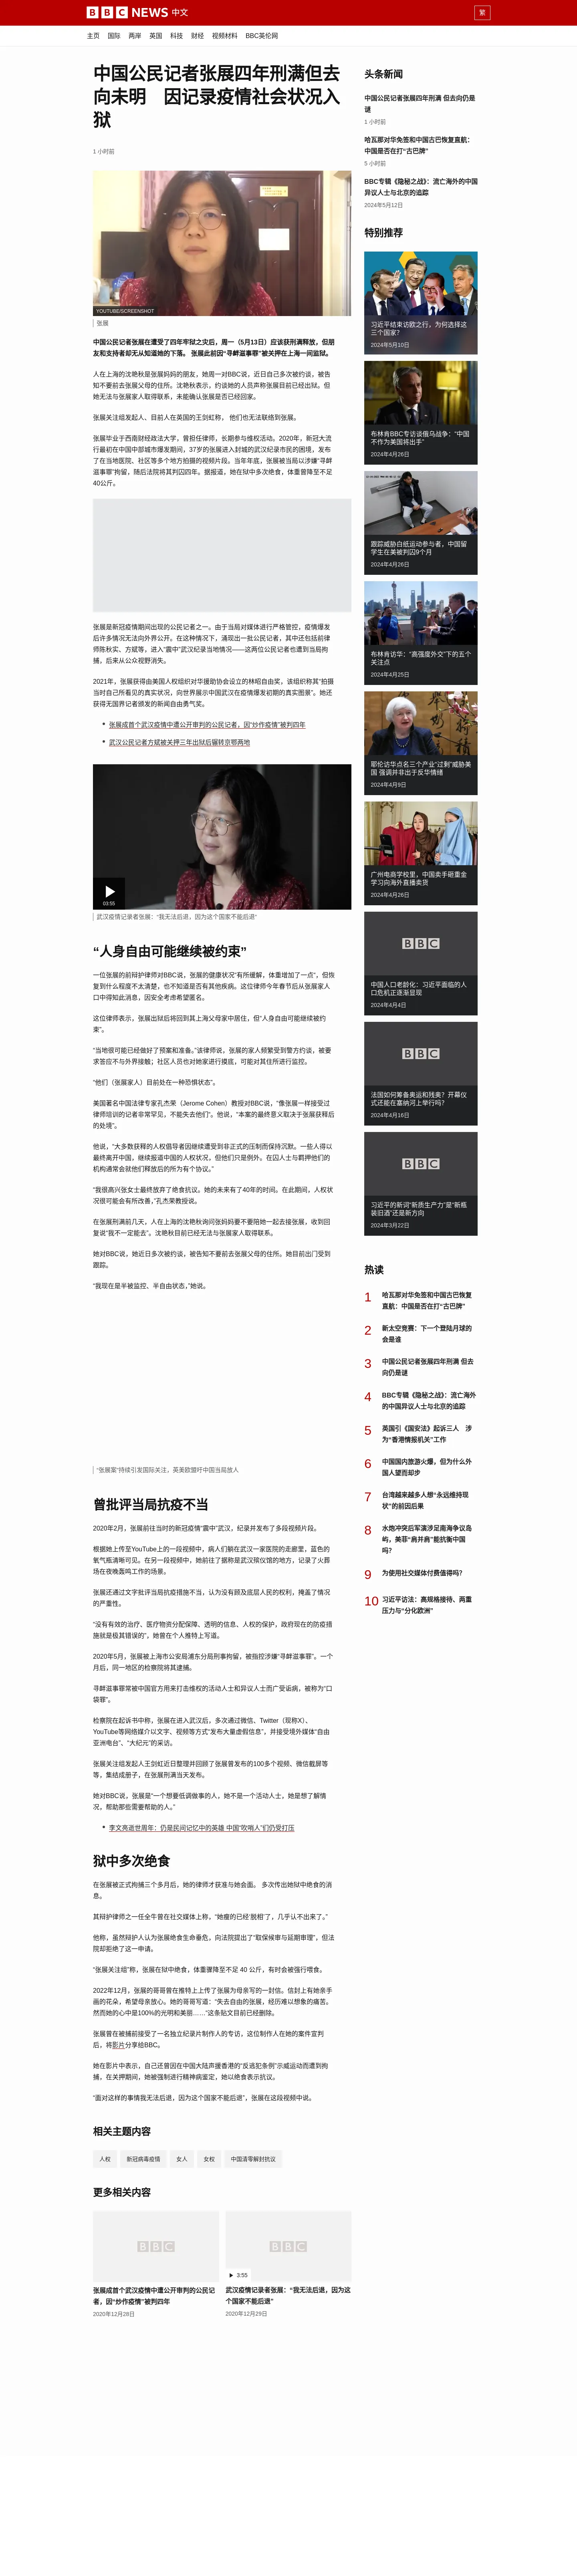 BBC NEWS 中文
繁
主页 国际 两岸 英国 科技 财经 视频材料 BBC英伦网
中国公民记者张展四年刑满但去
向未明 因记录疫情社会状况入
狱
1 小时前
YOUTUBE/SCREENSHOT
张展
中国公民记者张展在遭受了四年牢狱之灾后，周一（5月13日）应该获刑满释放，但朋
友和支持者却无从知道她的下落。 张展此前因“寻衅滋事罪”被关押在上海一间监狱。
人在上海的沈艳秋是张展妈妈的朋友，她周一对BBC说，近日自己多次被约谈，被告
知不要前去张展父母的住所。沈艳秋表示，约谈她的人员声称张展目前已经出狱。但
她无法与张展家人取得联系，未能确认张展是否已经回家。
张展关注组发起人、目前人在英国的王剑虹称， 他们也无法联络到张展。
张展毕业于西南财经政法大学，曾担任律师，长期参与维权活动。2020年，新冠大流
行最初在中国中部城市爆发期间，37岁的张展进入封城的武汉纪录市民的困境，发布
了在当地医院、社区等多个地方拍摄的视频片段。当年年底，张展被当局以涉嫌“寻衅
滋事罪”拘留，随后法院将其判囚四年。据报道，她在狱中多次绝食，体重曾降至不足
40公斤。
张展是新冠疫情期间出现的公民记者之一。由于当局对媒体进行严格管控，疫情爆发
后许多情况无法向外界公开。在这种情况下，涌现出一批公民记者，其中还包括前律
师陈秋实、方斌等，进入“震中”武汉纪录当地情况——这两位公民记者也遭到当局拘
捕，后来从公众视野消失。
2021年，张展获得由美国人权组织对华援助协会设立的林昭自由奖，该组织称其“拍摄
当时自己所看见的真实状况，向世界展示中国武汉在疫情爆发初期的真实图景”。她还
获得无国界记者颁发的新闻自由勇气奖。
张展成首个武汉疫情中遭公开审判的公民记者，因“炒作疫情”被判四年
武汉公民记者方斌被关押三年出狱后辗转京鄂两地
03:55
武汉疫情记录者张展：“我无法后退，因为这个国家不能后退”
“人身自由可能继续被约束”
一位张展的前辩护律师对BBC说，张展的健康状况“有所缓解，体重增加了一点”，但恢
复到什么程度不太清楚，也不知道是否有其他疾病。这位律师今年春节后从张展家人
口中得知此消息，因安全考虑希望匿名。
这位律师表示，张展出狱后将回到其上海父母家中居住，但“人身自由可能继续被约
束”。
“当地很可能已经做好了预案和准备。”该律师说，张展的家人频繁受到警方约谈，被要
求答应不与外界接触；社区人员也对她家进行摸底，可能对其住所进行监控。
“他们（张展家人）目前处在一种恐惧状态”。
美国著名中国法律专家孔杰荣（Jerome Cohen）教授对BBC说，“像张展一样接受过
律师培训的记者非常罕见，不能失去他们”。他说，“本案的最终意义取决于张展获释后
的处境”。
他说，“大多数获释的人权倡导者因继续遭受到非正式的压制而保持沉默。一些人得以
最终离开中国，继续报道中国的人权状况，但他们只是例外。在囚人士与羁押他们的
机构通常会就他们释放后的所为有个协议。”
“我很高兴张女士最终放弃了绝食抗议。她的未来有了40年的时间。在此期间，人权状
况很可能会有所改善，”孔杰荣教授说。
在张展刑满前几天，人在上海的沈艳秋询问张妈妈要不要陪她一起去接张展，收到回
复说“我不一定能去”。沈艳秋目前已经无法与张展家人取得联系。
她对BBC说，她近日多次被约谈，被告知不要前去张展父母的住所。她目前出门受到
跟踪。
“我现在是半被监控、半自由状态，”她说。
“张展案”持续引发国际关注，英美欧盟吁中国当局放人
曾批评当局抗疫不当
2020年2月，张展前往当时的新冠疫情“震中”武汉，纪录并发布了多段视频片段。
根据她上传至YouTube上的一段视频中，病人们躺在武汉一家医院的走廊里，蓝色的
氧气瓶清晰可见。在另一段视频中，她前往了据称是武汉殡仪馆的地方，记录了火葬
场在夜晚轰鸣工作的场景。
张展还通过文字批评当局抗疫措施不当，认为没有顾及底层人民的权利，掩盖了情况
的严重性。
“没有有效的治疗、医疗物资分配保障、透明的信息、人权的保护，政府现在的防疫措
施就是极其错误的”，她曾在个人推特上写道。
2020年5月，张展被上海市公安局浦东分局刑事拘留，被指控涉嫌“寻衅滋事罪”。一个
月后，同一地区的检察院将其逮捕。
寻衅滋事罪常被中国官方用来打击维权的活动人士和异议人士而广受诟病，被称为“口
袋罪”。
检察院在起诉书中称，张展在进入武汉后，多次通过微信、Twitter（现称X）、
YouTube等网络媒介以文字、视频等方式“发布大量虚假信息”，并接受境外媒体“自由
亚洲电台”、“大纪元”的采访。
张展关注组发起人王剑虹近日整理并回顾了张展曾发布的100多个视频、微信截屏等
等，集结成册子，在张展刑满当天发布。
她对BBC说，张展是“一个想要低调做事的人，她不是一个活动人士，她是想了解情
况，帮助那些需要帮助的人。”
李文亮逝世周年：仍是民间记忆中的英雄 中国“吹哨人”们仍受打压
狱中多次绝食
在张展被正式拘捕三个多月后，她的律师才获准与她会面。 多次传出她狱中绝食的消
息。
其辩护律师之一任全牛曾在社交媒体上称，“她瘦的已经‘脱相’了，几乎认不出来了。”
他称，虽然辩护人认为张展绝食生命垂危，向法院提出了“取保候审与延期审理”，但法
院却拒绝了这一申请。
“张展关注组”称，张展在狱中绝食，体重骤降至不足 40 公斤，有时会被强行喂食。
2022年12月，张展的哥哥曾在推特上上传了张展为母亲写的一封信。信封上有她亲手
画的花朵，希望母亲放心。她的哥哥写道：“失去自由的张展，经历难以想象的痛苦。
然而她的心中是100%的光明和美丽……”这条贴文目前已经删除。
张展曾在被捕前接受了一名独立纪录片制作人的专访，这位制作人在她的案件宣判
后，将影片分享给BBC。
她在影片中表示，自己还曾因在中国大陆声援香港的“反逃犯条例”示威运动而遭到拘
捕，在关押期间，她被强制进行精神病鉴定，她以绝食表示抗议。
“面对这样的事情我无法后退，因为这个国家不能后退”，张展在这段视频中说。
相关主题内容
人权 新冠病毒疫情 女人 女权 中国清零解封抗议
更多相关内容
BBC
张展成首个武汉疫情中遭公开审判的公民记
者，因“炒作疫情”被判四年
2020年12月28日
BBC
3:55
武汉疫情记录者张展：“我无法后退，因为这
个国家不能后退”
2020年12月29日
头条新闻
中国公民记者张展四年刑满 但去向仍是
谜
1 小时前
哈瓦那对华免签和中国古巴恢复直航：
中国是否在打“古巴牌”
5 小时前
BBC专辑《隐秘之战》：流亡海外的中国
异议人士与北京的追踪
2024年5月12日
特别推荐
习近平结束访欧之行，为何选择这
三个国家？
2024年5月10日
布林肯BBC专访谈俄乌战争：“中国
不作为美国将出手”
2024年4月26日
跟踪威胁白纸运动参与者，中国留
学生在美被判囚9个月
2024年4月26日
布林肯访华：“高强度外交”下的五个
关注点
2024年4月25日
耶伦访华点名三个产业“过剩”威胁美
国 强调并非出于反华情绪
2024年4月9日
广州电商学校里，中国卖手砸重金
学习向海外直播卖货
2024年4月26日
BBC
中国人口老龄化：习近平面临的人
口危机正逐渐显现
2024年4月4日
BBC
法国如何筹备奥运和残奥？开幕仪
式还能在塞纳河上举行吗？
2024年4月16日
BBC
习近平的新词“新质生产力”是“新瓶
装旧酒”还是新方向
2024年3月22日
热读
1 哈瓦那对华免签和中国古巴恢复
直航：中国是否在打“古巴牌”
2 新太空竞赛：下一个登陆月球的
会是谁
3 中国公民记者张展四年刑满 但去
向仍是谜
4 BBC专辑《隐秘之战》：流亡海外
的中国异议人士与北京的追踪
5 英国引《国安法》起诉三人 涉
为“香港情报机关”工作
6 中国国内旅游火爆，但为什么外
国人望而却步
7 台湾越来越多人想“永远维持现
状”的前因后果
8 水炮冲突后军演涉足南海争议岛
屿，美菲“肩并肩”能抗衡中国
吗？
9 为使用社交媒体付费值得吗？
10 习近平访法：高规格接待、两重
压力与“分化欧洲”